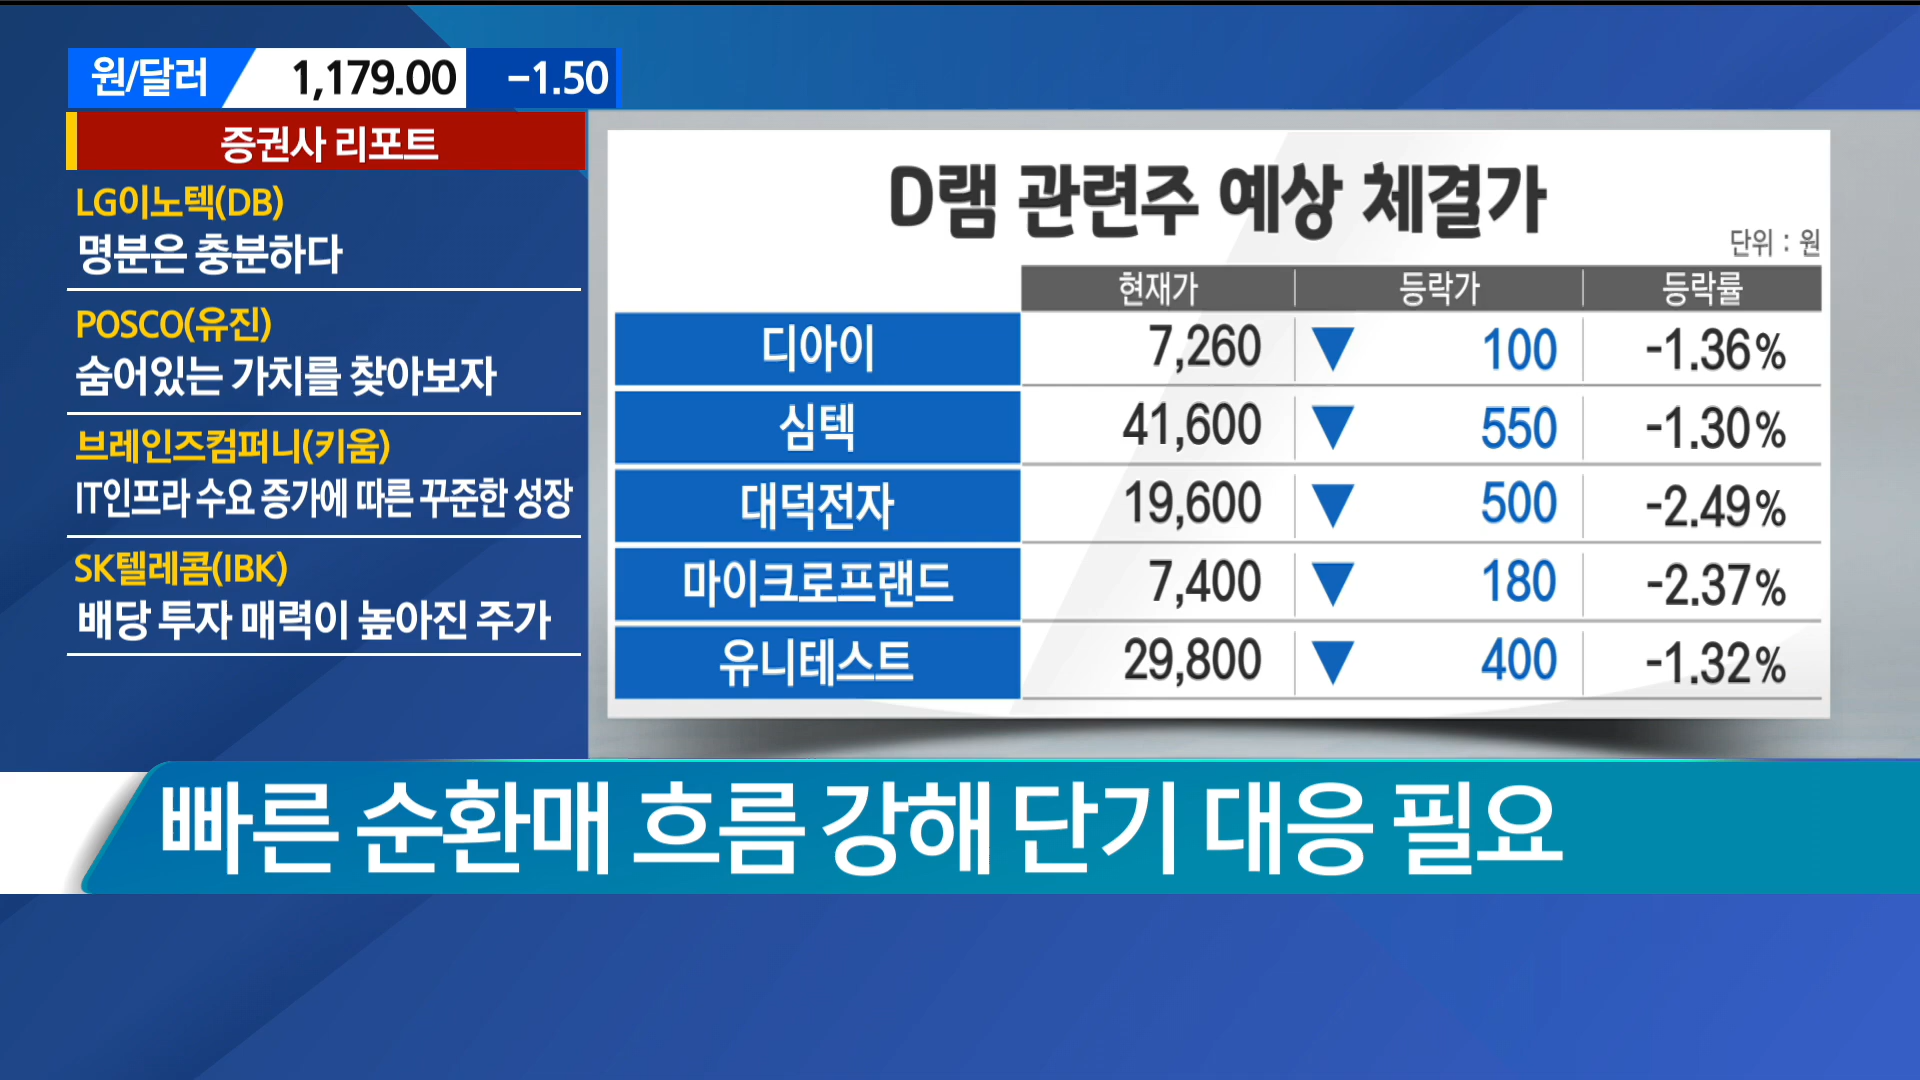 원/달러 1,179.00 -1.50
증권사 리포트
LG이노텍(DB)
명분은 충분하다
POSCO(유진)
숨어있는 가치를 찾아보자
브레인즈컴퍼니(키움)
IT인프라 수요 증가에 따른 꾸준한 성장
SK텔레콤(IBK)
배당 투자 매력이 높아진 주가
D램 관련주 예상 체결가
단위 : 원
현재가 등락가 등락률
디아이 7,260 ▼ 100 -1.36%
심텍 41,600 ▼ 550 -1.30%
대덕전자 19,600 ▼ 500 -2.49%
마이크로프랜드 7,400 ▼ 180 -2.37%
유니테스트 29,800 ▼ 400 -1.32%
빠른 순환매 흐름 강해 단기 대응 필요